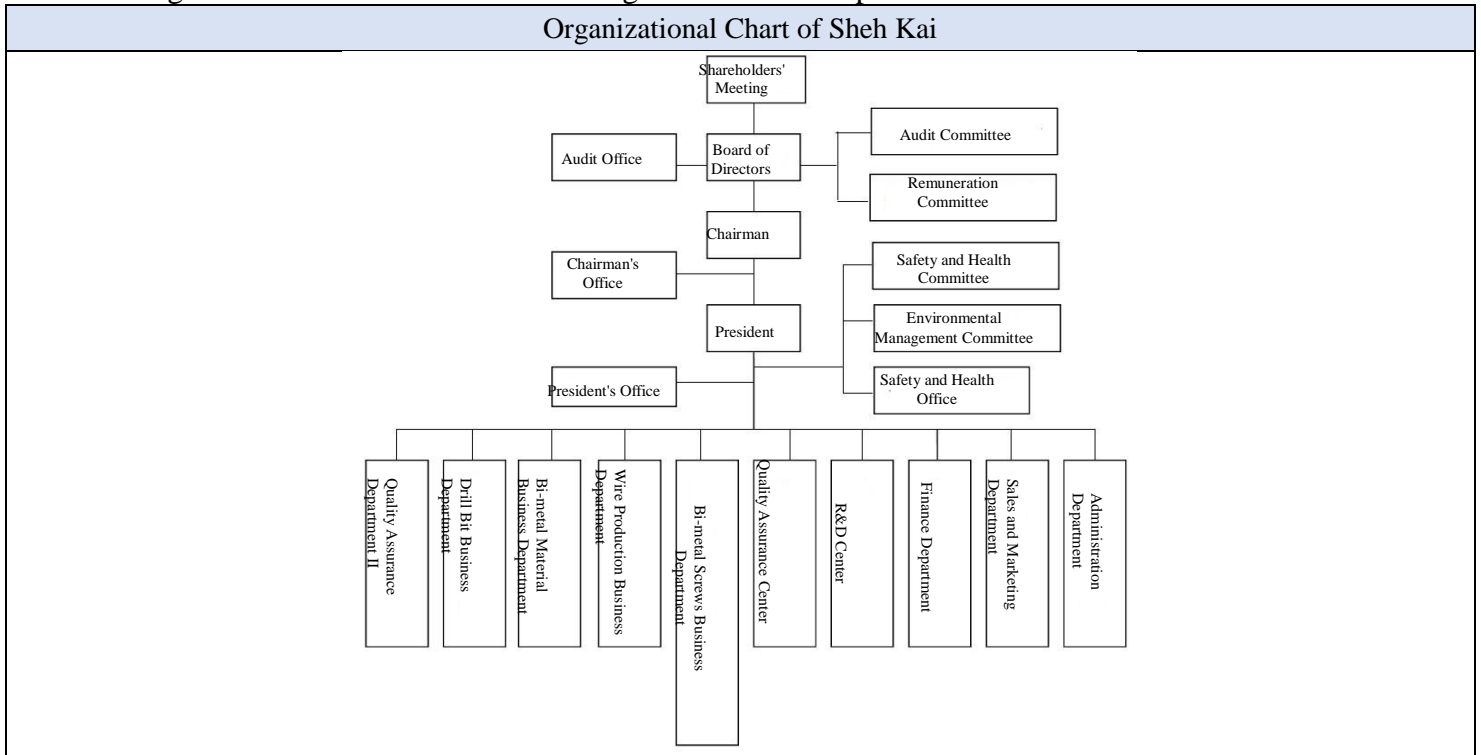 Organizational Chart of Sheh Kai
Shareholders'
Meeting
Audit Office
Board of
Directors
Audit Committee
Remuneration
Committee
Chairman
Chairman's
Office
Safety and Health
Committee
President
Environmental
Management Committee
President's Office
Safety and Health
Office
Quality Assurance
Department II
Drill Bit Business
Department
Bi-metal Material
Business Department
Wire Production Business
Department
Bi-metal Screws Business
Department
Quality Assurance Center
R&D Center
Finance Department
Sales and Marketing
Department
Administration
Department